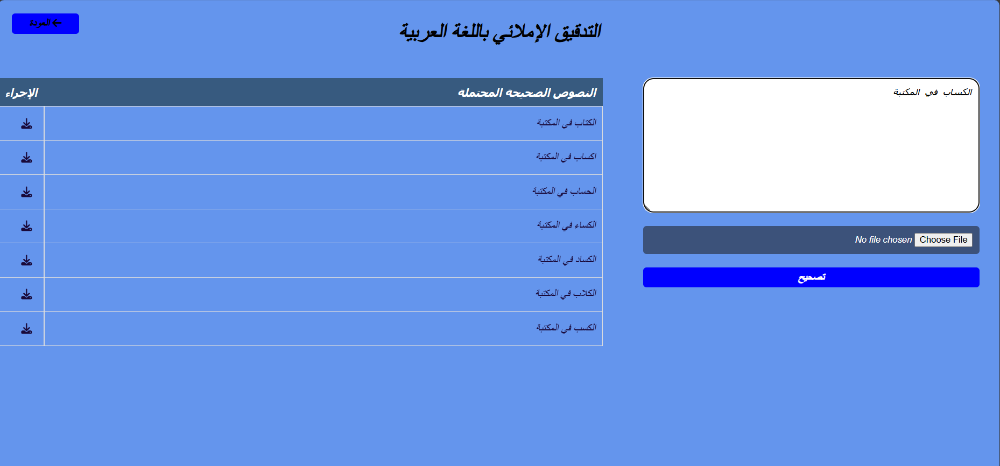 العودة
التدقيق الإملائي باللغة العربية
الكساب في المكتبة
No file chosen Choose File
تصحيح
النصوص الصحيحة المحتملة الإجراء
الكتاب في المكتبة
اكساب في المكتبة
الحساب في المكتبة
الكساء في المكتبة
الكساد في المكتبة
الكلاب في المكتبة
الكسب في المكتبة